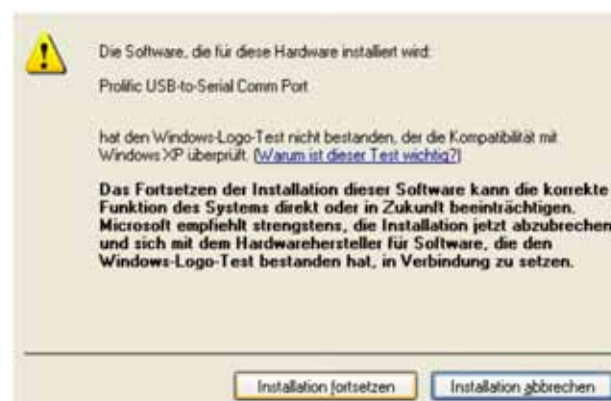 Die Software, die für diese Hardware installiert wird:
Prolific USB-to-Serial Comm Port
hat den Windows-Logo-Test nicht bestanden, der die Kompatibilität mit
Windows XP überprüft. (Warum ist dieser Test wichtig?)
Das Fortsetzen der Installation dieser Software kann die korrekte
Funktion des Systems direkt oder in Zukunft beeinträchtigen.
Microsoft empfiehlt strengstens, die Installation jetzt abzubrechen
und sich mit dem Hardwarehersteller für Software, die den
Windows-Logo-Test bestanden hat, in Verbindung zu setzen.
Installation fortsetzen Installation abbrechen